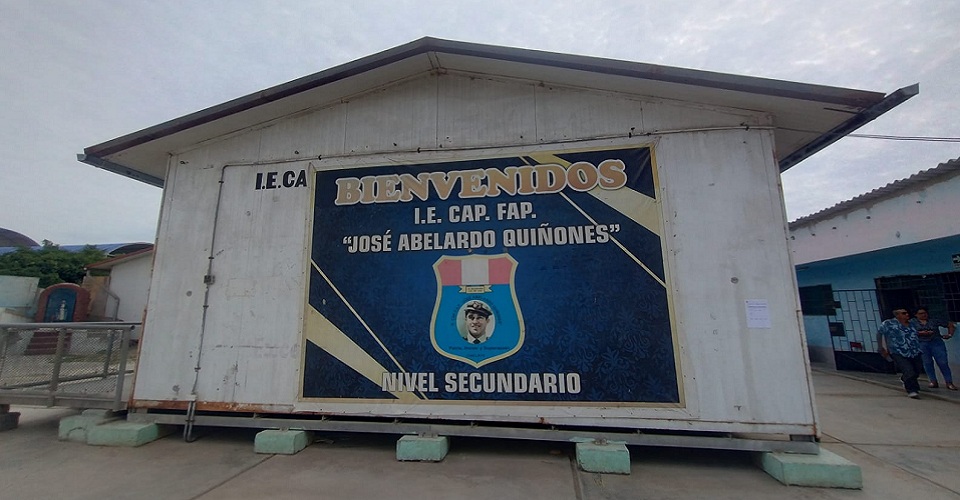 I.E.CA
BIENVENIDOS
I.E. CAP. FAP.
“JOSÉ ABELARDO QUIÑONES”
NIVEL SECUNDARIO